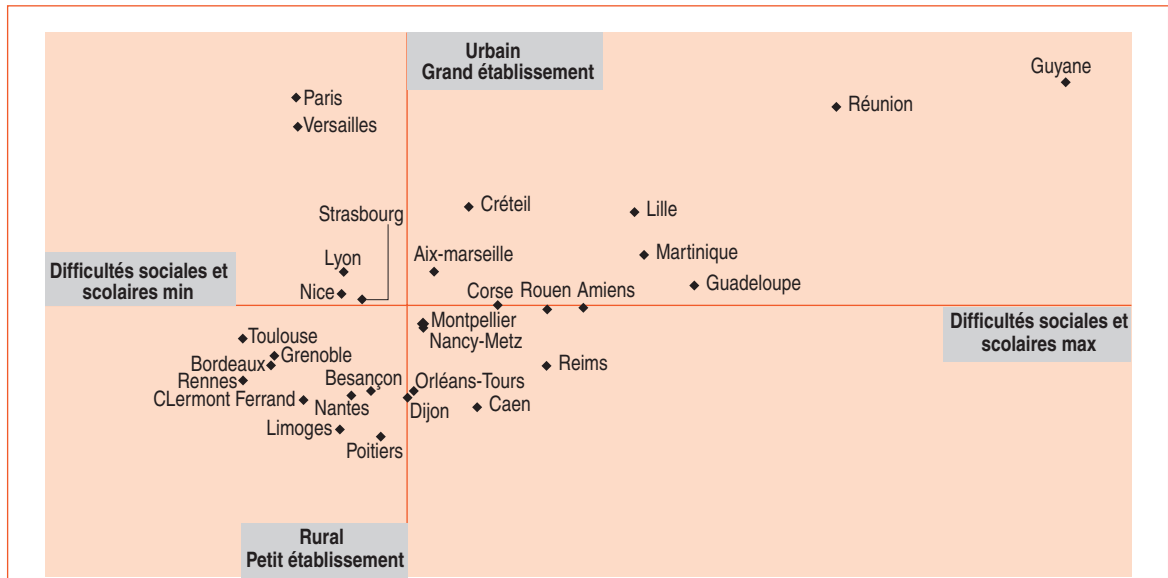 Urbain
Grand établissement
Guyane
Paris
Réunion
Versailles
Créteil
Lille
Strasbourg
Lyon
Aix-marseille
Martinique
Difficultés sociales et
scolaires min
Nice
Corse
Rouen
Amiens
Guadeloupe
Montpellier
Difficultés sociales et
scolaires max
Nancy-Metz
Toulouse
Grenoble
Bordeaux
Reims
Rennes
Besançon
Orléans-Tours
CLermont Ferrand
Nantes
Dijon
Caen
Limoges
Poitiers
Rural
Petit établissement